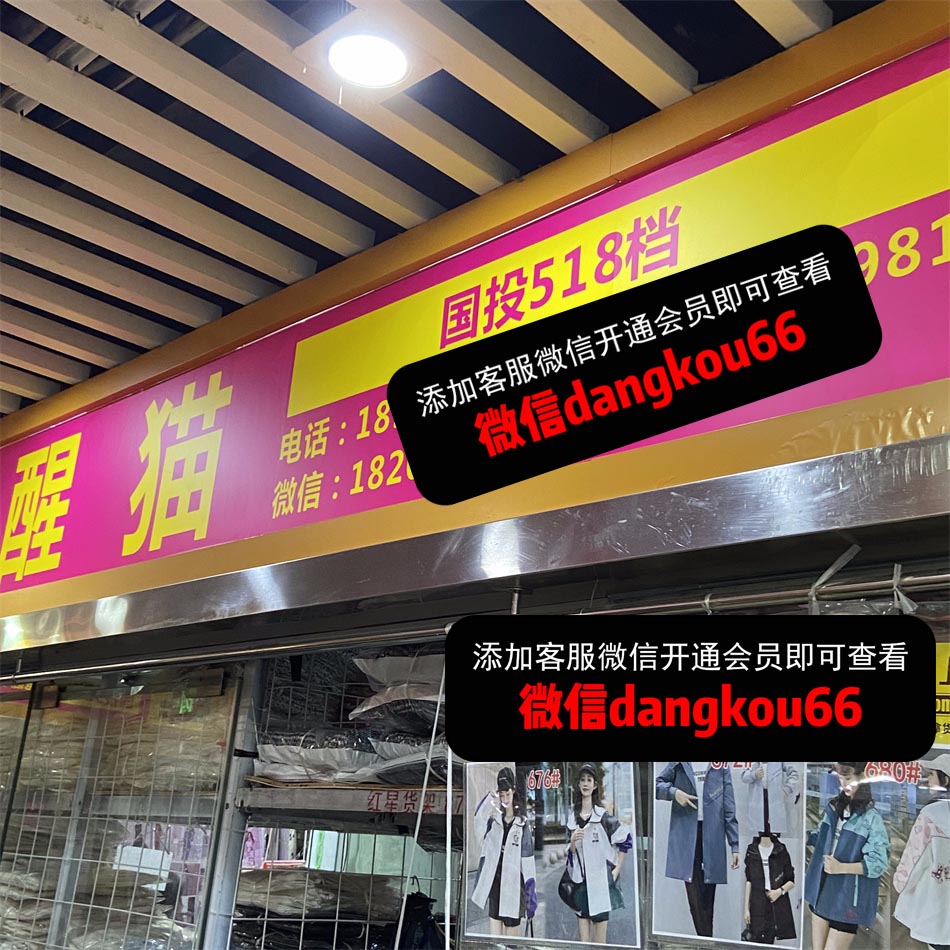 国投518档
981
醒猫
电话：18
微信：1820
添加客服微信开通会员即可查看
微信dangkou66
添加客服微信开通会员即可查看
微信dangkou66
红星货架
676#
672#
680#